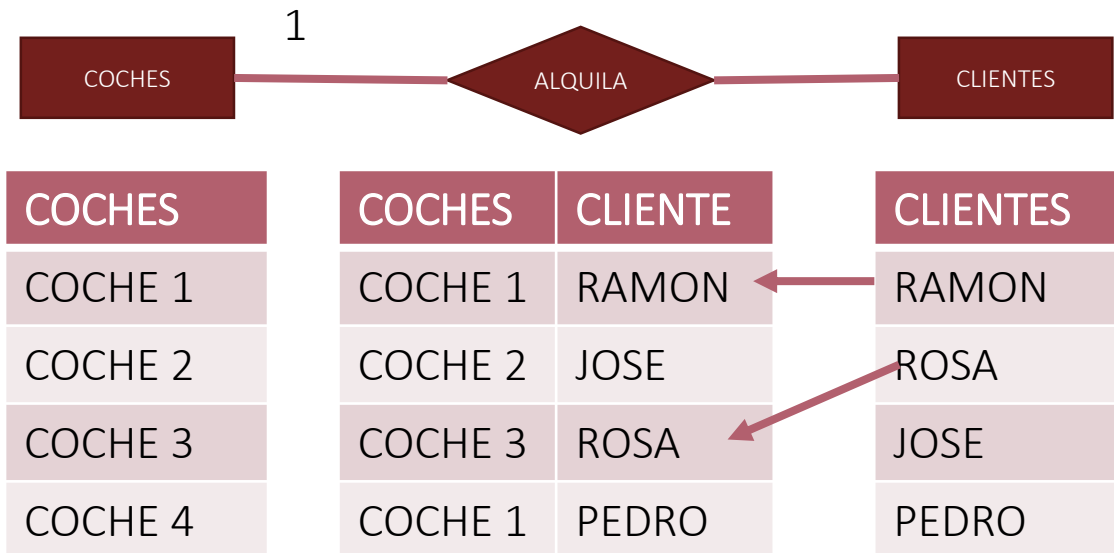 1
COCHES ALQUILA CLIENTES
COCHES COCHES CLIENTE CLIENTES
COCHE 1 COCHE 1 RAMON RAMON
COCHE 2 COCHE 2 JOSE ROSA
COCHE 3 COCHE 3 ROSA JOSE
COCHE 4 COCHE 1 PEDRO PEDRO